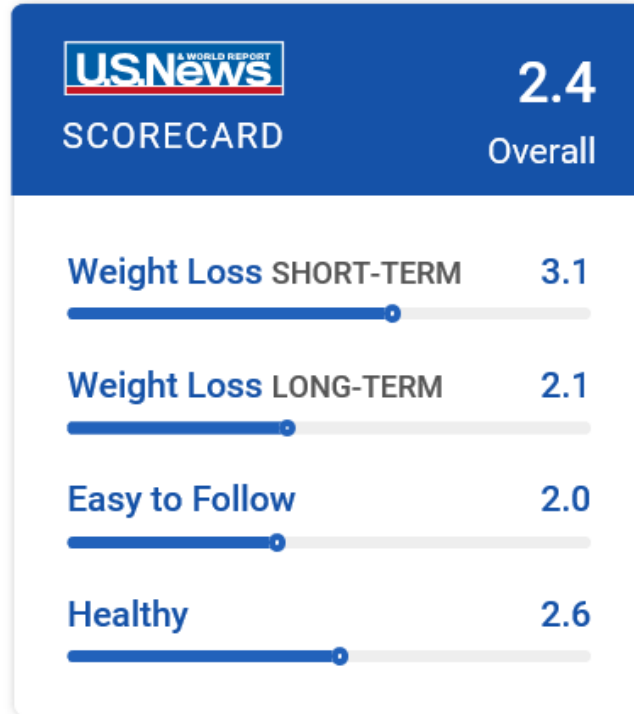 U.S.News
& WORLD REPORT
SCORECARD
2.4
Overall
Weight Loss SHORT-TERM 3.1
Weight Loss LONG-TERM 2.1
Easy to Follow 2.0
Healthy 2.6